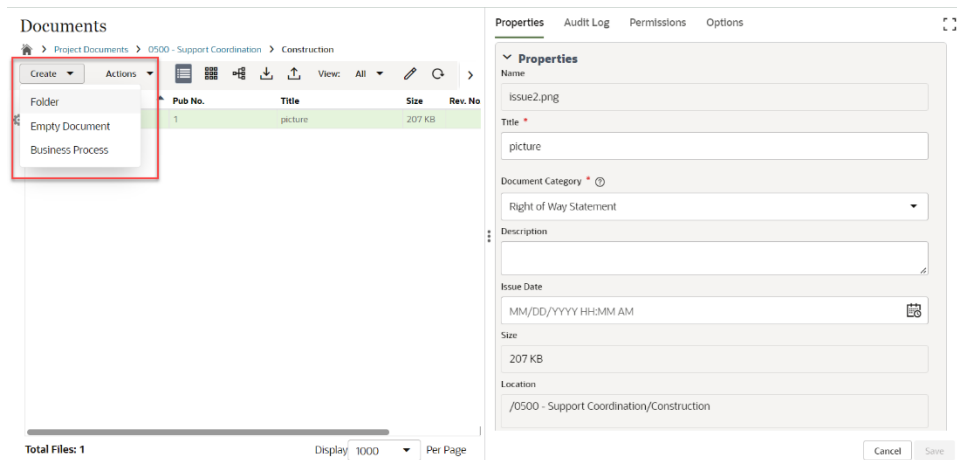 Documents
Project Documents > 0500 - Support Coordination > Construction
Create
Actions
View: All
Folder
Empty Document
Business Process
Pub No. Title Size Rev. No
1 picture 207 KB
Total Files: 1
Display 1000 Per Page
Properties Audit Log Permissions Options
Properties
Name
issue2.png
Title *
picture
Document Category *
Right of Way Statement
Description
Issue Date
MM/DD/YYYY HH:MM AM
Size
207 KB
Location
/0500 - Support Coordination/Construction
Cancel Save